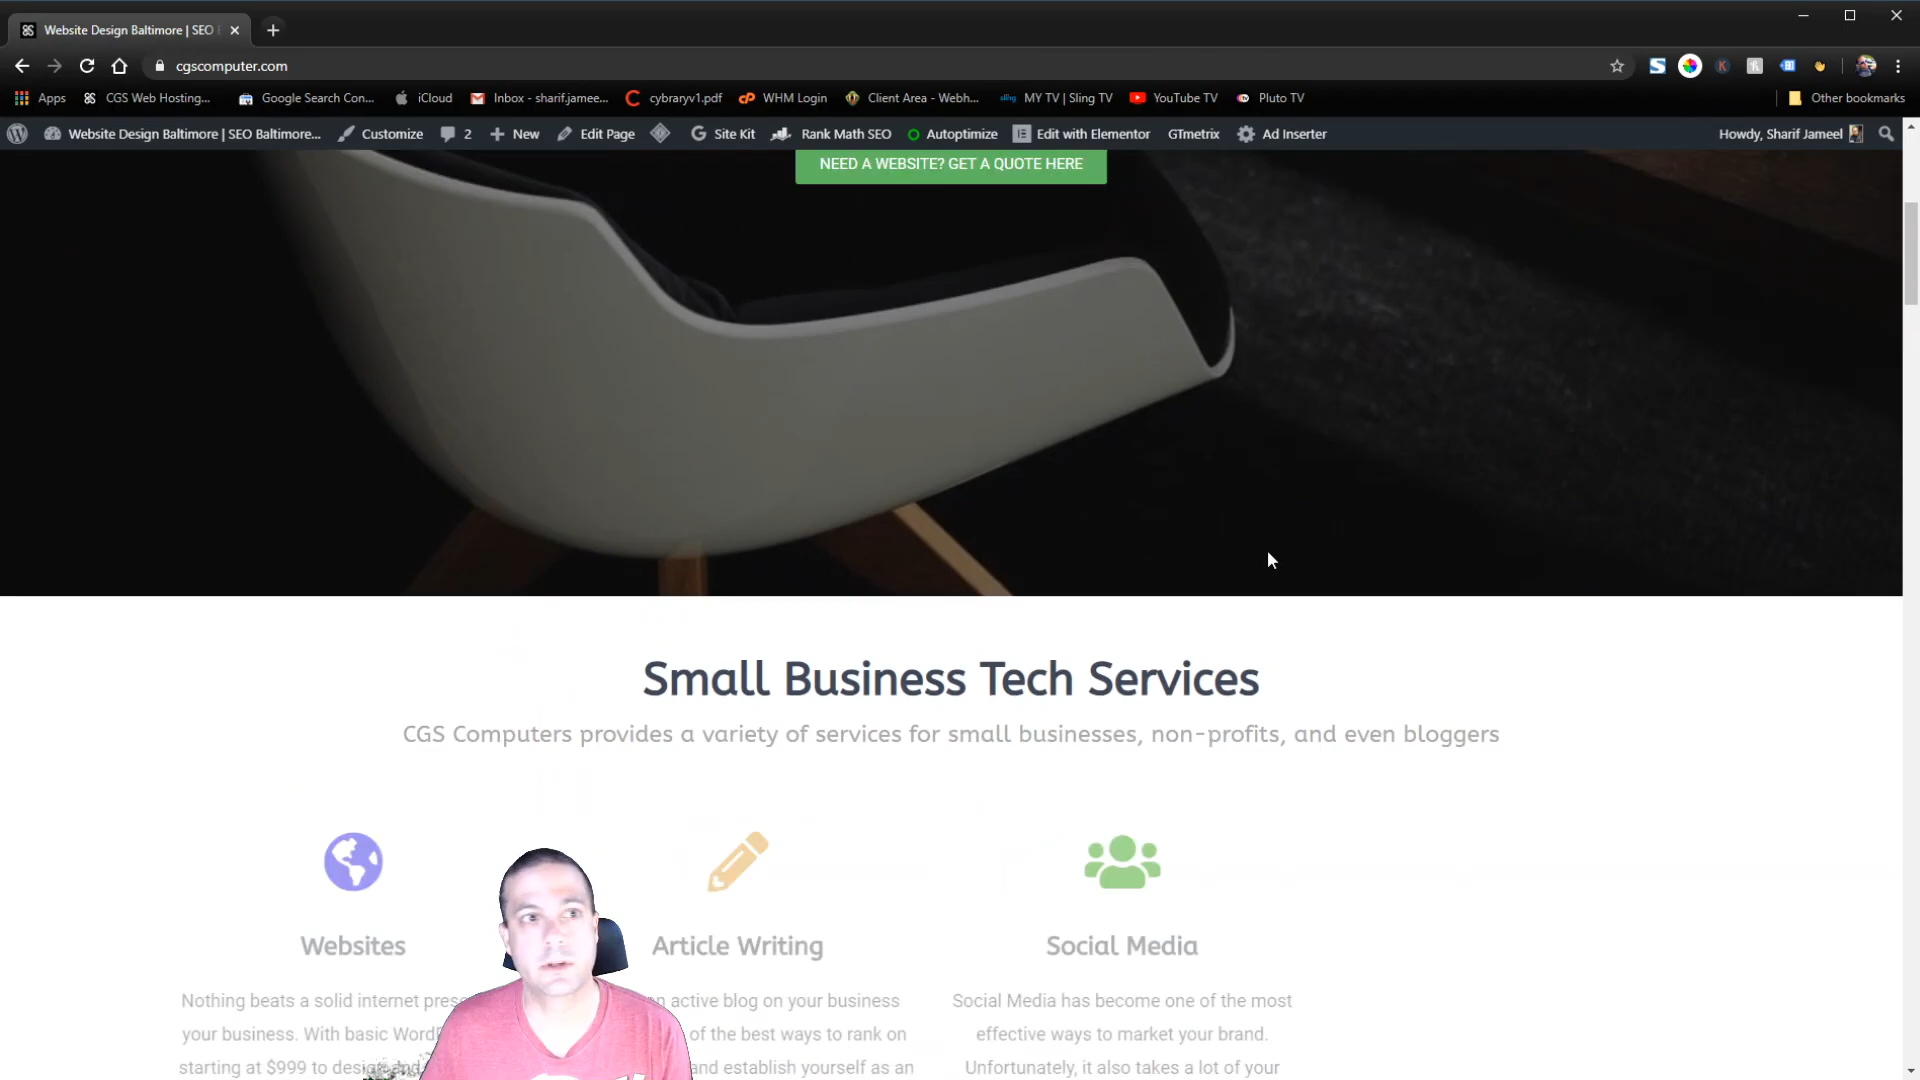 Website Design Baltimore | SEO
cgscomputer.com
Apps CGS Web Hosting... Google Search Con... iCloud Inbox - sharif.jamee... cybraryv1.pdf WHM Login Client Area - Webh... MY TV | Sling TV YouTube TV Pluto TV Other bookmarks
Website Design Baltimore | SEO Baltimore... Customize 2 New Edit Page Site Kit Rank Math SEO Autoptimize Edit with Elementor GTmetrix Ad Inserter Howdy, Sharif Jameel
NEED A WEBSITE? GET A QUOTE HERE
Small Business Tech Services
CGS Computers provides a variety of services for small businesses, non-profits, and even bloggers
Websites Article Writing Social Media
Nothing beats a solid internet active blog on your business Social Media has become one of the most
your business. With basic of the best ways to rank on effective ways to market your brand.
starting at $999 to design and and establish yourself as an Unfortunately, it also takes a lot of your